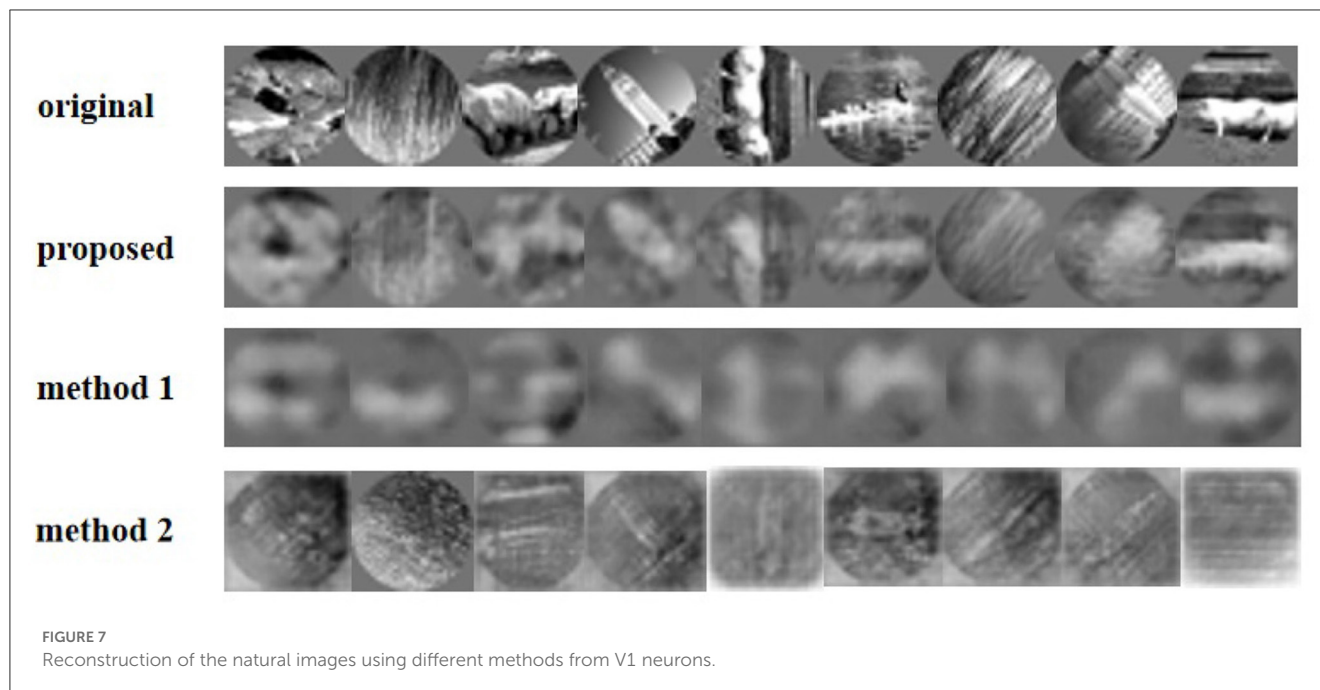 original
proposed
method 1
method 2
FIGURE 7
Reconstruction of the natural images using different methods from V1 neurons.